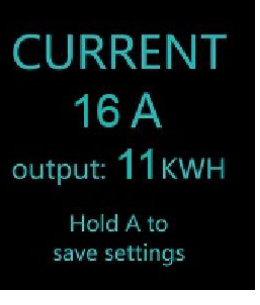 CURRENT
16 A
output: 11KWH
Hold A to
save settings